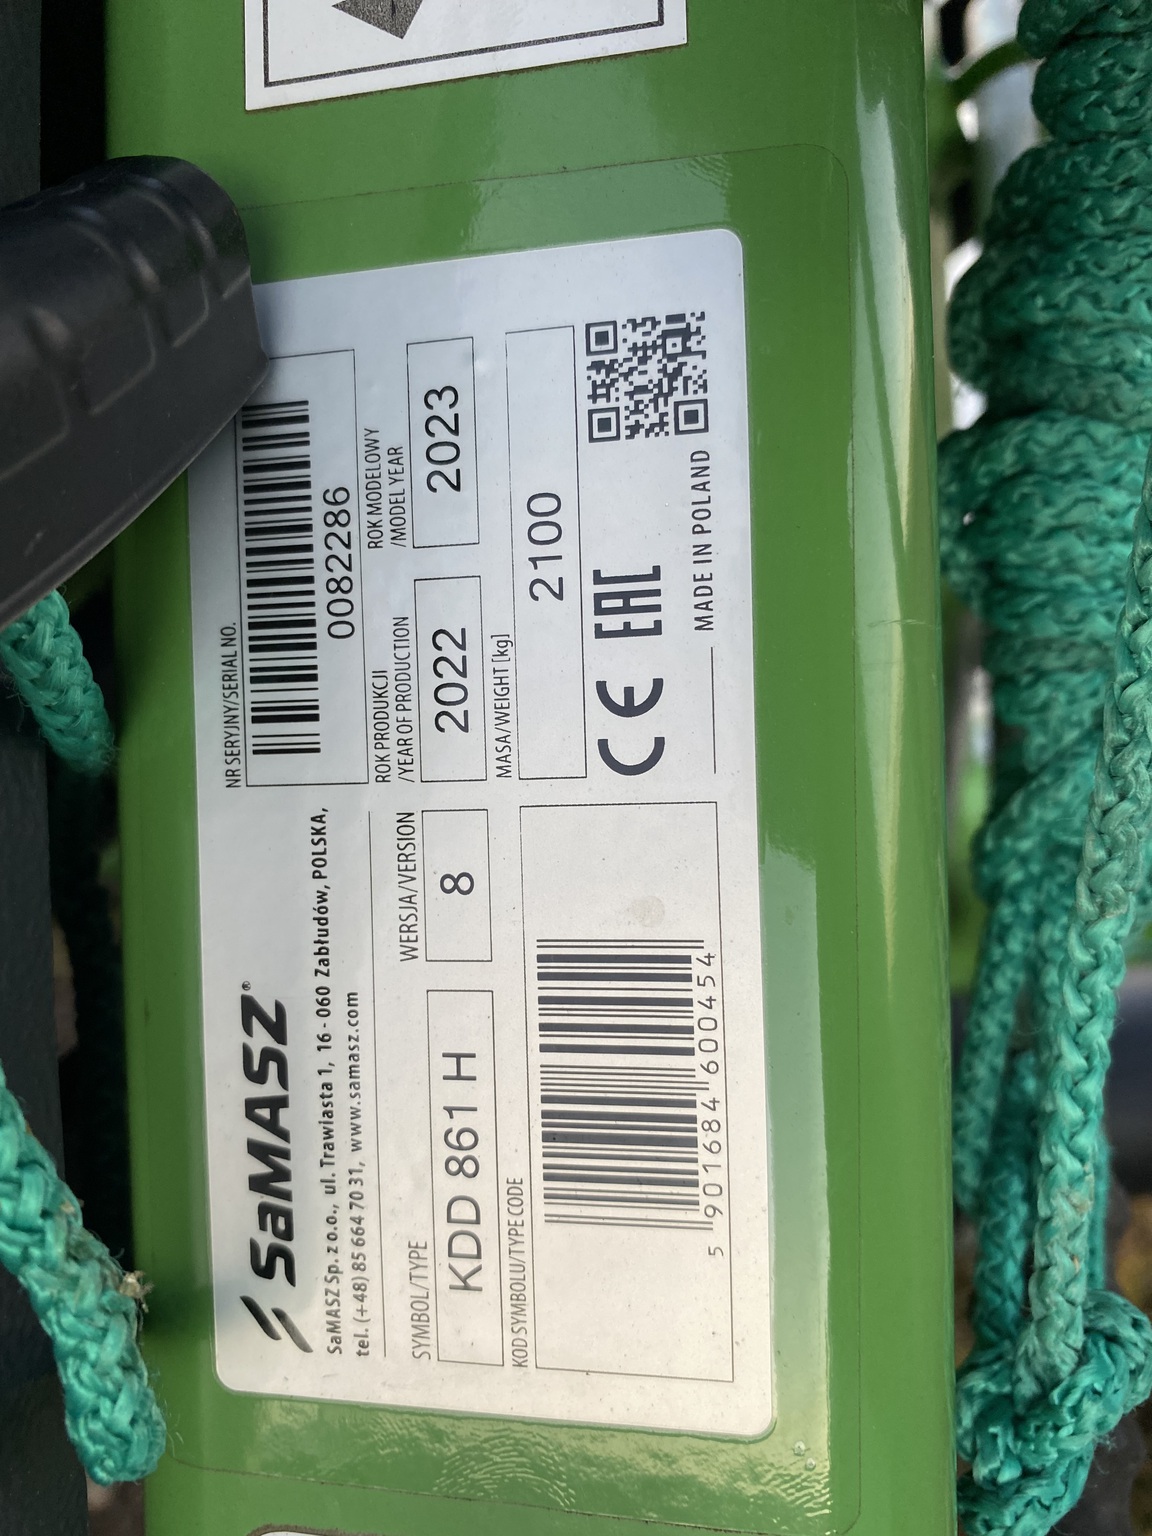 SaMASZ®
SaMASZ Sp. z o.o., ul. Trawiasta 1, 16-060 Zabłudów, POLSKA,
tel. (+48) 85 664 70 31, www.samasz.com
SYMBOL/TYPE
KDD 861 H
WERSJA/VERSION
8
KOD SYMBOLU/TYPE CODE
5 901684 600454
NR SERYJNY/SERIAL NO.
0082286
ROK PRODUKCJI
/YEAR OF PRODUCTION
2022
ROK MODELOWY
/MODEL YEAR
2023
MASA/WEIGHT [kg]
2100
CE EAC
MADE IN POLAND